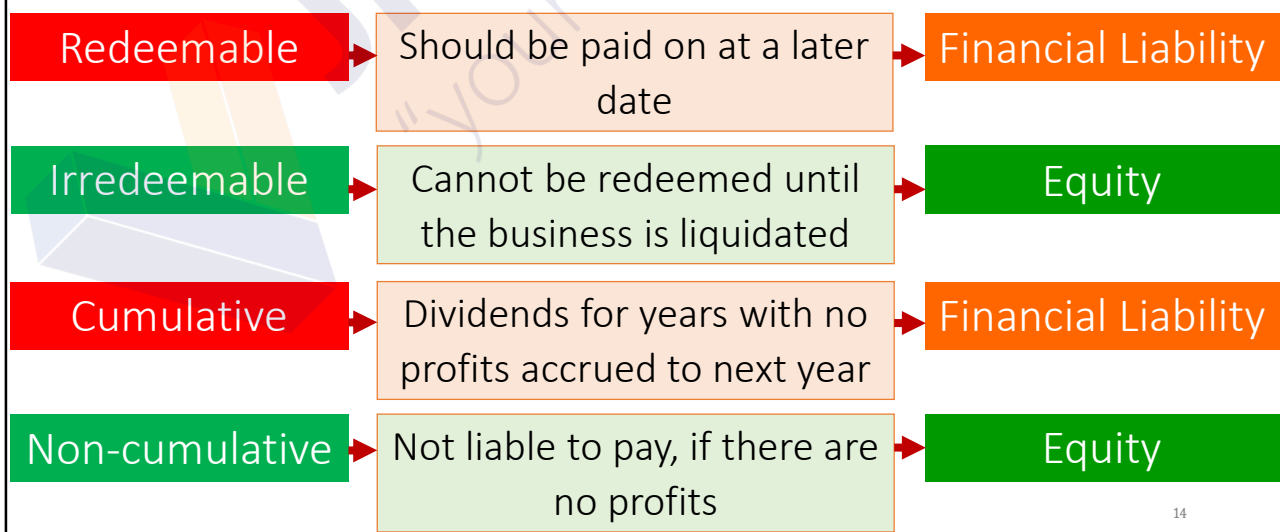 Redeemable
Should be paid on at a later
date
Financial Liability
Irredeemable
Cannot be redeemed until
the business is liquidated
Equity
Cumulative
Dividends for years with no
profits accrued to next year
Financial Liability
Non-cumulative
Not liable to pay, if there are
no profits
Equity
"your
14